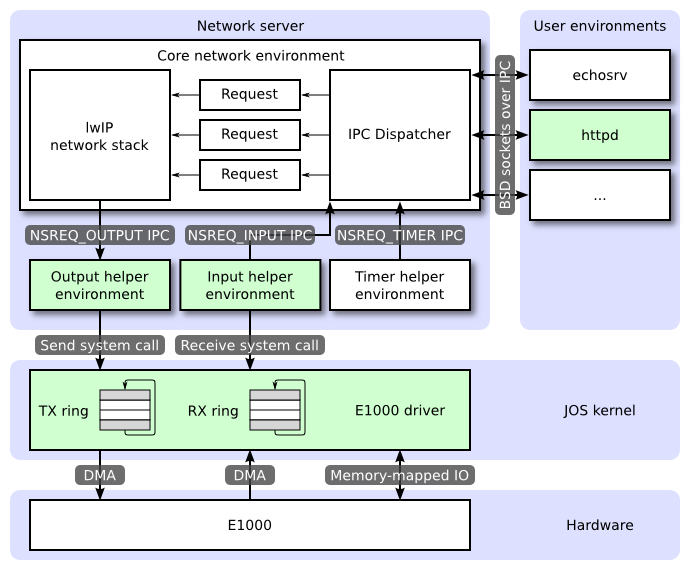 Network server
User environments
Core network environment
lwIP
network stack
Request
Request
Request
IPC Dispatcher
BSD sockets over IPC
echosrv
httpd
...
NSREQ_OUTPUT IPC
NSREQ_INPUT IPC
NSREQ_TIMER IPC
Output helper
environment
Input helper
environment
Timer helper
environment
Send system call
Receive system call
TX ring
RX ring
E1000 driver
JOS kernel
DMA
DMA
Memory-mapped IO
E1000
Hardware